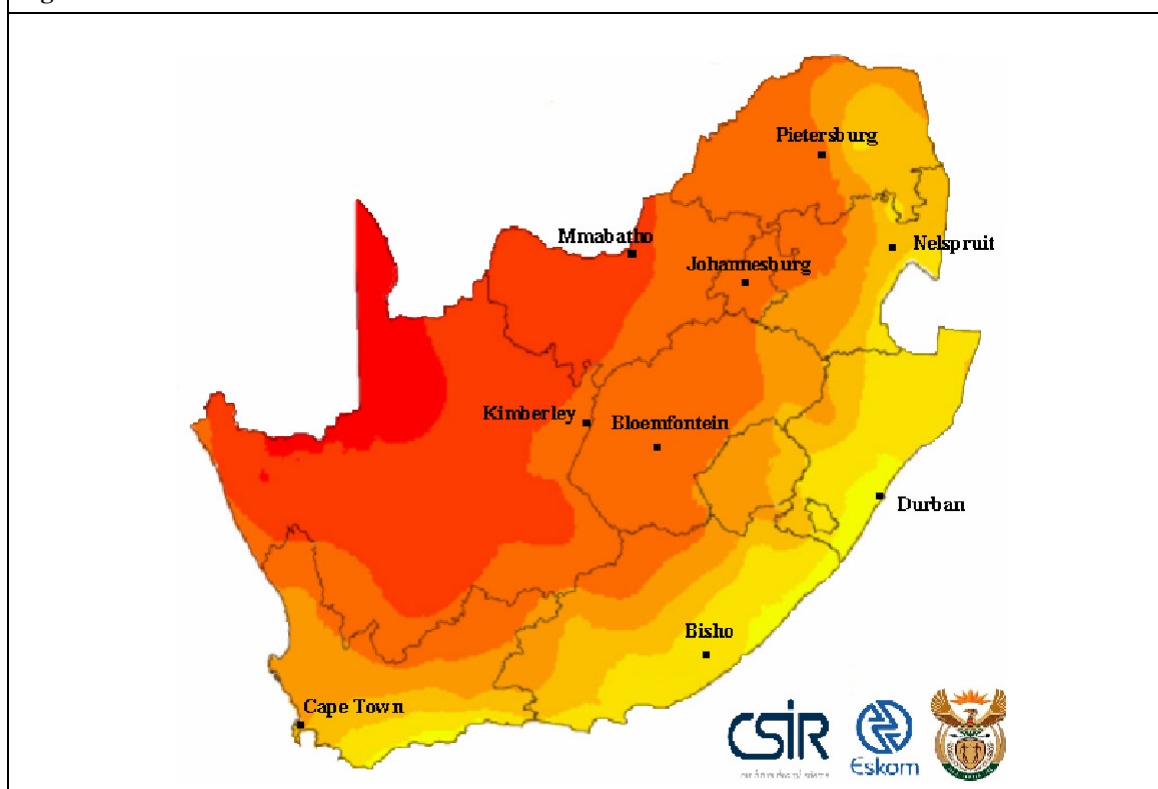 Pietersburg
Mmabatho
Nelspruit
Johannesburg
Kimberley
Bloemfontein
Durban
Bisho
Cape Town
CSIR
Eskom